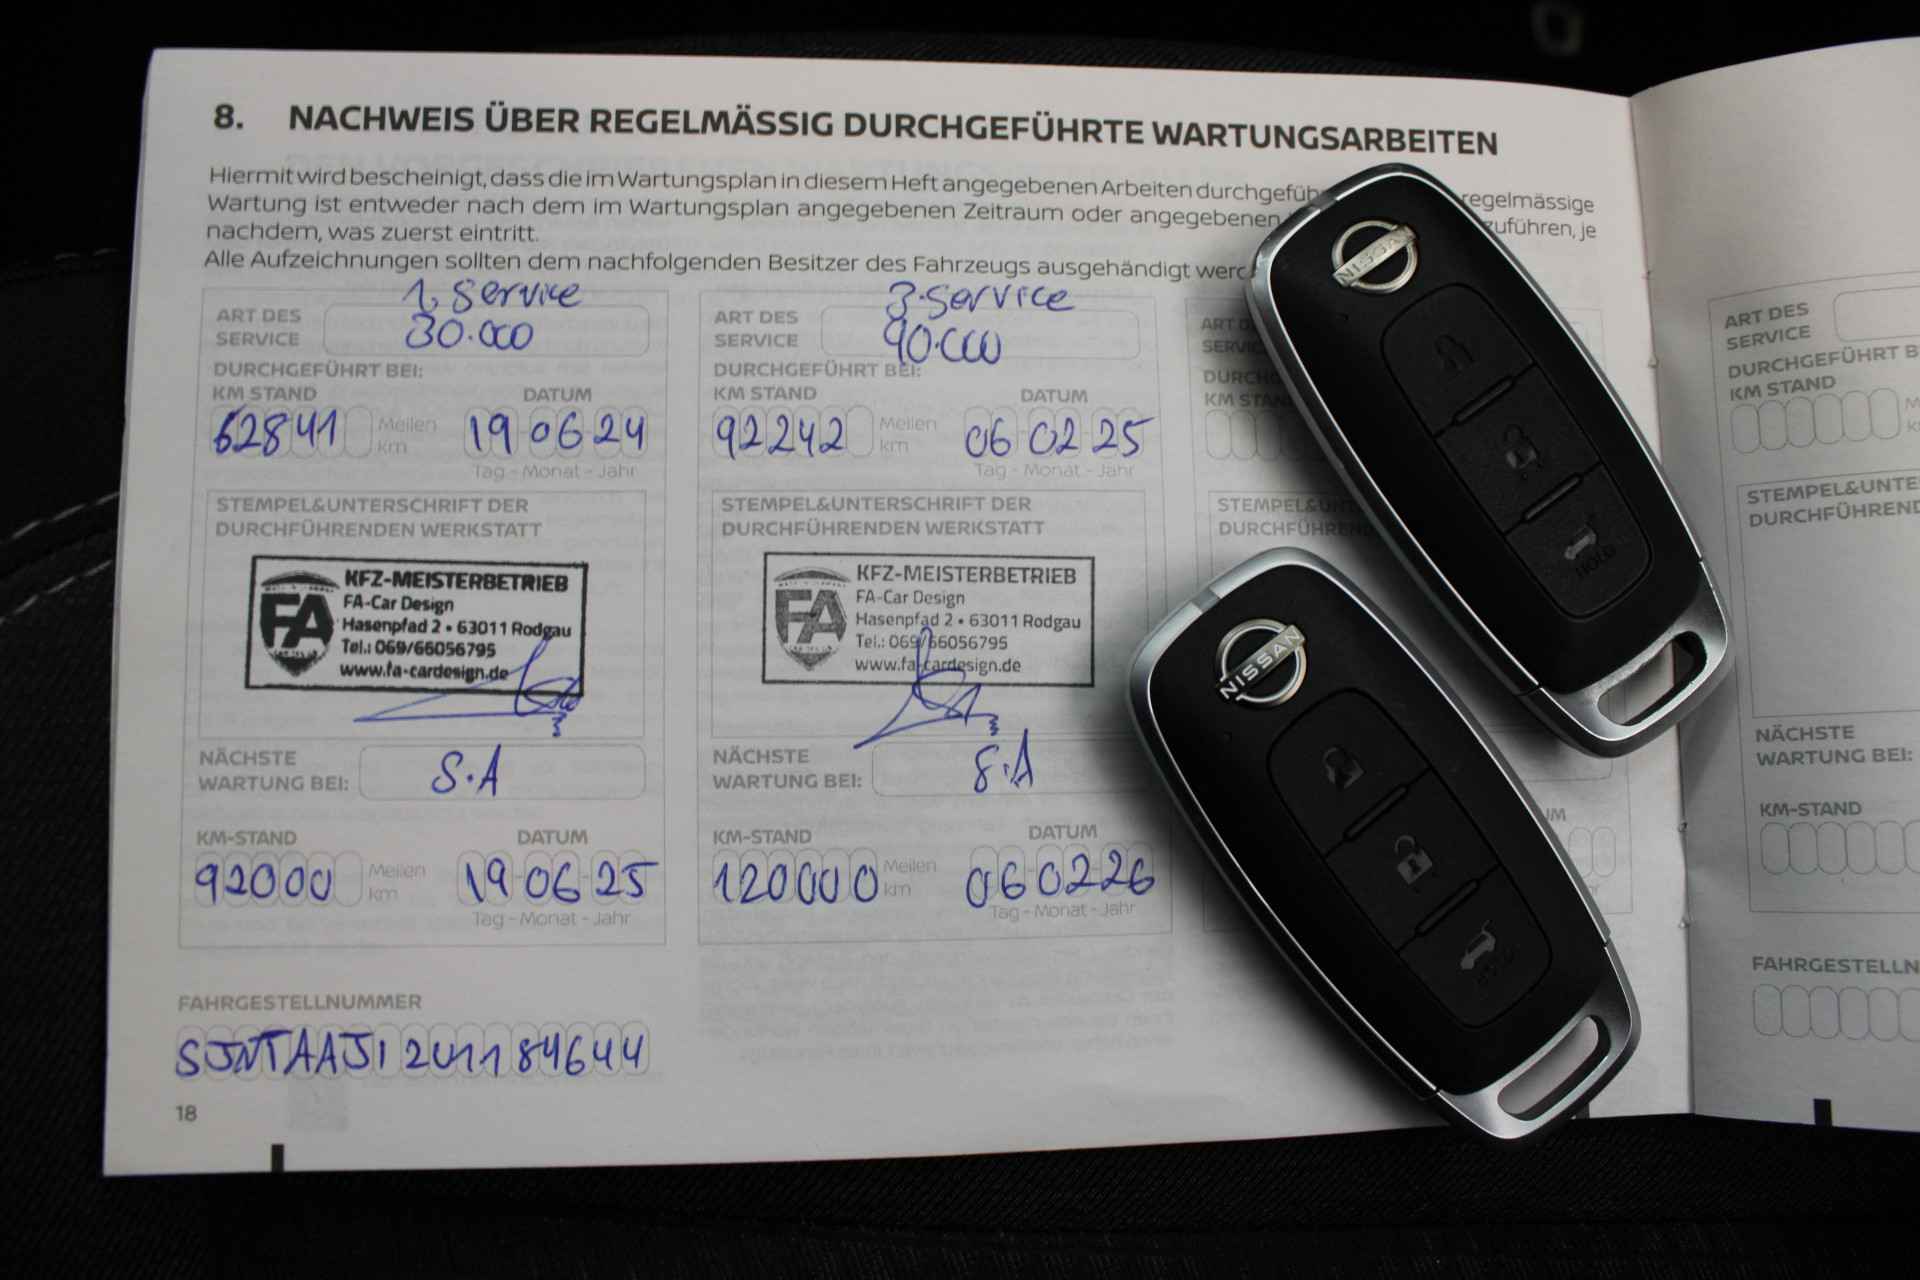 8. NACHWEIS ÜBER REGELMÄSSIG DURCHGEFÜHRTE WARTUNGSARBEITEN
Hiermit wird bescheinigt, dass die im Wartungsplan in diesem Heft angegebenen Arbeiten regelmässige
Wartung ist entweder nach dem im Wartungsplan angegebenen Zeitraum oder angegebenen je
nachdem, was zuerst eintritt.
Alle Aufzeichnungen sollten dem nachfolgenden Besitzer des Fahrzeugs ausgehändigt
1. Service
ART DES
SERVICE 30.000
DURCHGEFÜHRT BEI:
KM STAND DATUM
62841 Meilen km 19 06 24
Tag - Monat - Jahr
STEMPEL&UNTERSCHRIFT DER
DURCHFÜHRENDEN WERKSTATT
FA KFZ-MEISTERBETRIEB
FA-Car Design
Hasenpfad 2 • 63011 Rodgau
Tel.: 069/66056795
www.fa-cardesign.de
NÄCHSTE
WARTUNG BEI: S.A
KM-STAND DATUM
92000 Meilen km 19 06 25
Tag - Monat - Jahr
3. Service
ART DES
SERVICE 90.000
DURCHGEFÜHRT BEI:
KM STAND DATUM
92242 Meilen km 06 02 25
Tag - Monat - Jahr
STEMPEL&UNTERSCHRIFT DER
DURCHFÜHRENDEN WERKSTATT
FA KFZ-MEISTERBETRIEB
FA-Car Design
Hasenpfad 2 • 63011 Rodgau
Tel.: 069/66056795
www.fa-cardesign.de
NÄCHSTE
WARTUNG BEI: S.A
KM-STAND DATUM
120000 Meilen km 06 02 26
Tag - Monat - Jahr
FAHRGESTELLNUMMER
SJNTAAJ12U1184644
18
NISSAN
HOLD
NISSAN
ART DES
SERVICE
DURCHGEFÜHRT
KM STAND
STEMPEL&
NÄCHSTE
WARTUNG BEI:
KM-STAND